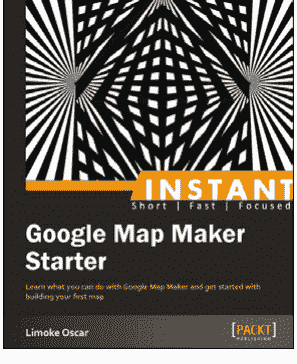 INSTANT
Short | Fast | Focused
Google Map Maker
Starter
Learn what you can do with Google Map Maker and get started with
building your first map
Limoke Oscar
[PACKT]
PUBLISHING